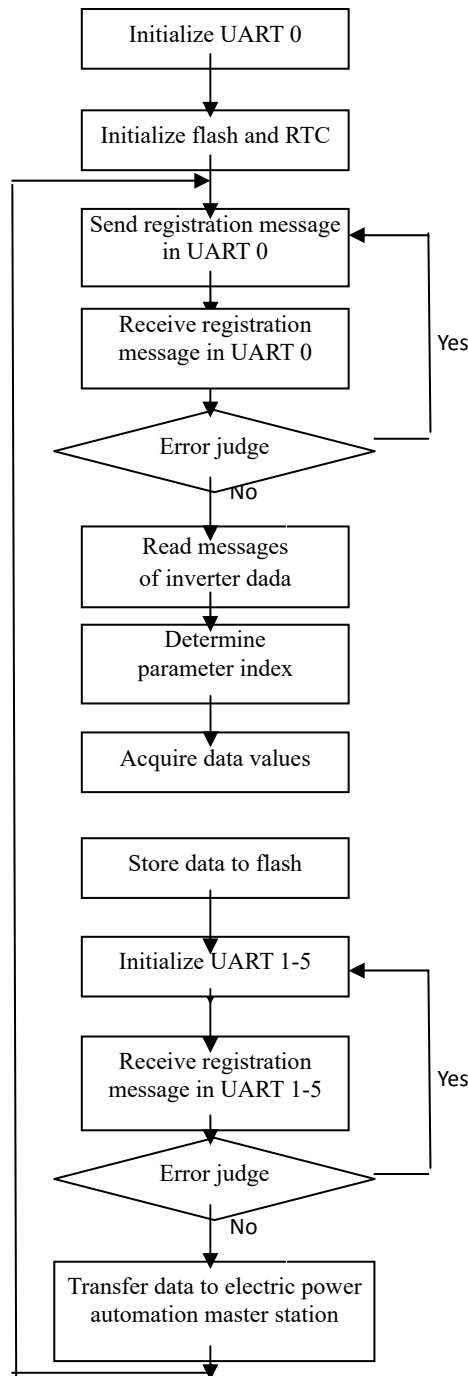 Initialize UART 0
Initialize flash and RTC
Send registration message
in UART 0
Receive registration
message in UART 0
Yes
Error judge
No
Read messages
of inverter dada
Determine
parameter index
Acquire data values
Store data to flash
Initialize UART 1-5
Receive registration
message in UART 1-5
Yes
Error judge
No
Transfer data to electric power
automation master station